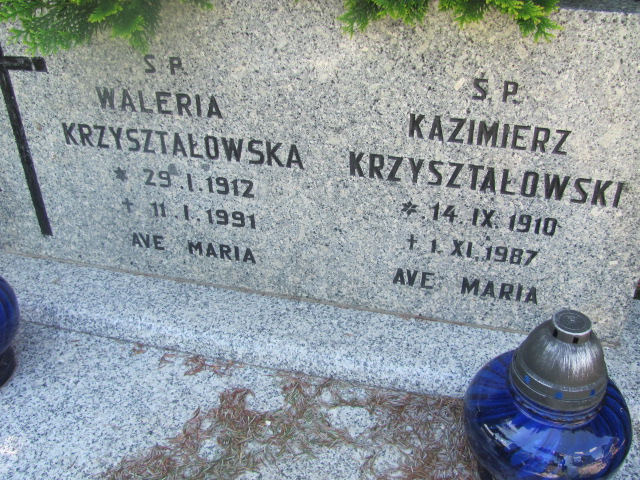 Ś.P.
WALERIA
KRZYSZTAŁOWSKA
* 29.I.1912
† 11.I.1991
AVE MARIA
Ś.P.
KAZIMIERZ
KRZYSZTAŁOWSKI
* 14.IX.1910
† 1.XI.1987
AVE MARIA